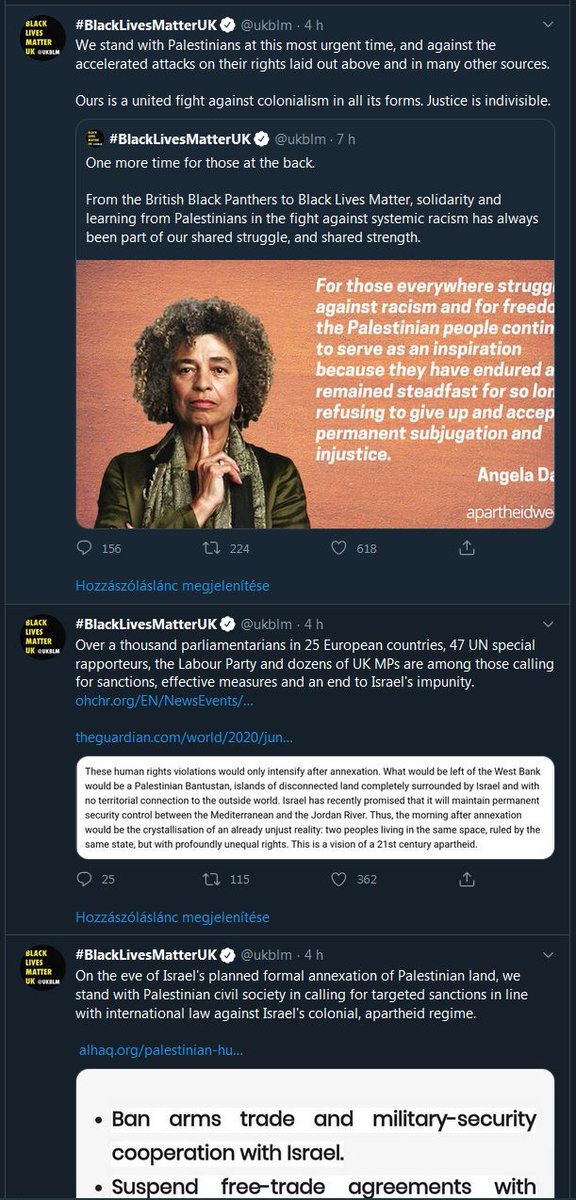 BLACK
LIVES
MATTER
UK @UKBLM
#BlackLivesMatterUK @ukblm · 4 h
We stand with Palestinians at this most urgent time, and against the
accelerated attacks on their rights laid out above and in many other sources.
Ours is a united fight against colonialism in all its forms. Justice is indivisible.
#BlackLivesMatterUK @ukblm · 7 h
One more time for those at the back.
From the British Black Panthers to Black Lives Matter, solidarity and
learning from Palestinians in the fight against systemic racism has always
been part of our shared struggle, and shared strength.
For those everywhere strugg
against racism and for freedo
the Palestinian people contin
to serve as an inspiration
because they have endured a
remained steadfast for so lon
refusing to give up and accep
permanent subjugation and
injustice.
Angela Da
apartheidwe
156 224 618
Hozzászóláslánc megjelenítése
BLACK
LIVES
MATTER
UK @UKBLM
#BlackLivesMatterUK @ukblm · 4 h
Over a thousand parliamentarians in 25 European countries, 47 UN special
rapporteurs, the Labour Party and dozens of UK MPs are among those calling
for sanctions, effective measures and an end to Israel's impunity.
ohchr.org/EN/NewsEvents/...
theguardian.com/world/2020/jun...
These human rights violations would only intensify after annexation. What would be left of the West Bank
would be a Palestinian Bantustan, islands of disconnected land completely surrounded by Israel and with
no territorial connection to the outside world. Israel has recently promised that it will maintain permanent
security control between the Mediterranean and the Jordan River. Thus, the morning after annexation
would be the crystallisation of an already unjust reality: two peoples living in the same space, ruled by the
same state, but with profoundly unequal rights. This is a vision of a 21st century apartheid.
25 115 362
Hozzászóláslánc megjelenítése
BLACK
LIVES
MATTER
UK @UKBLM
#BlackLivesMatterUK @ukblm · 4 h
On the eve of Israel's planned formal annexation of Palestinian land, we
stand with Palestinian civil society in calling for targeted sanctions in line
with international law against Israel's colonial, apartheid regime.
alhaq.org/palestinian-hu...
• Ban arms trade and military-security
cooperation with Israel.
• Suspend free-trade agreements with